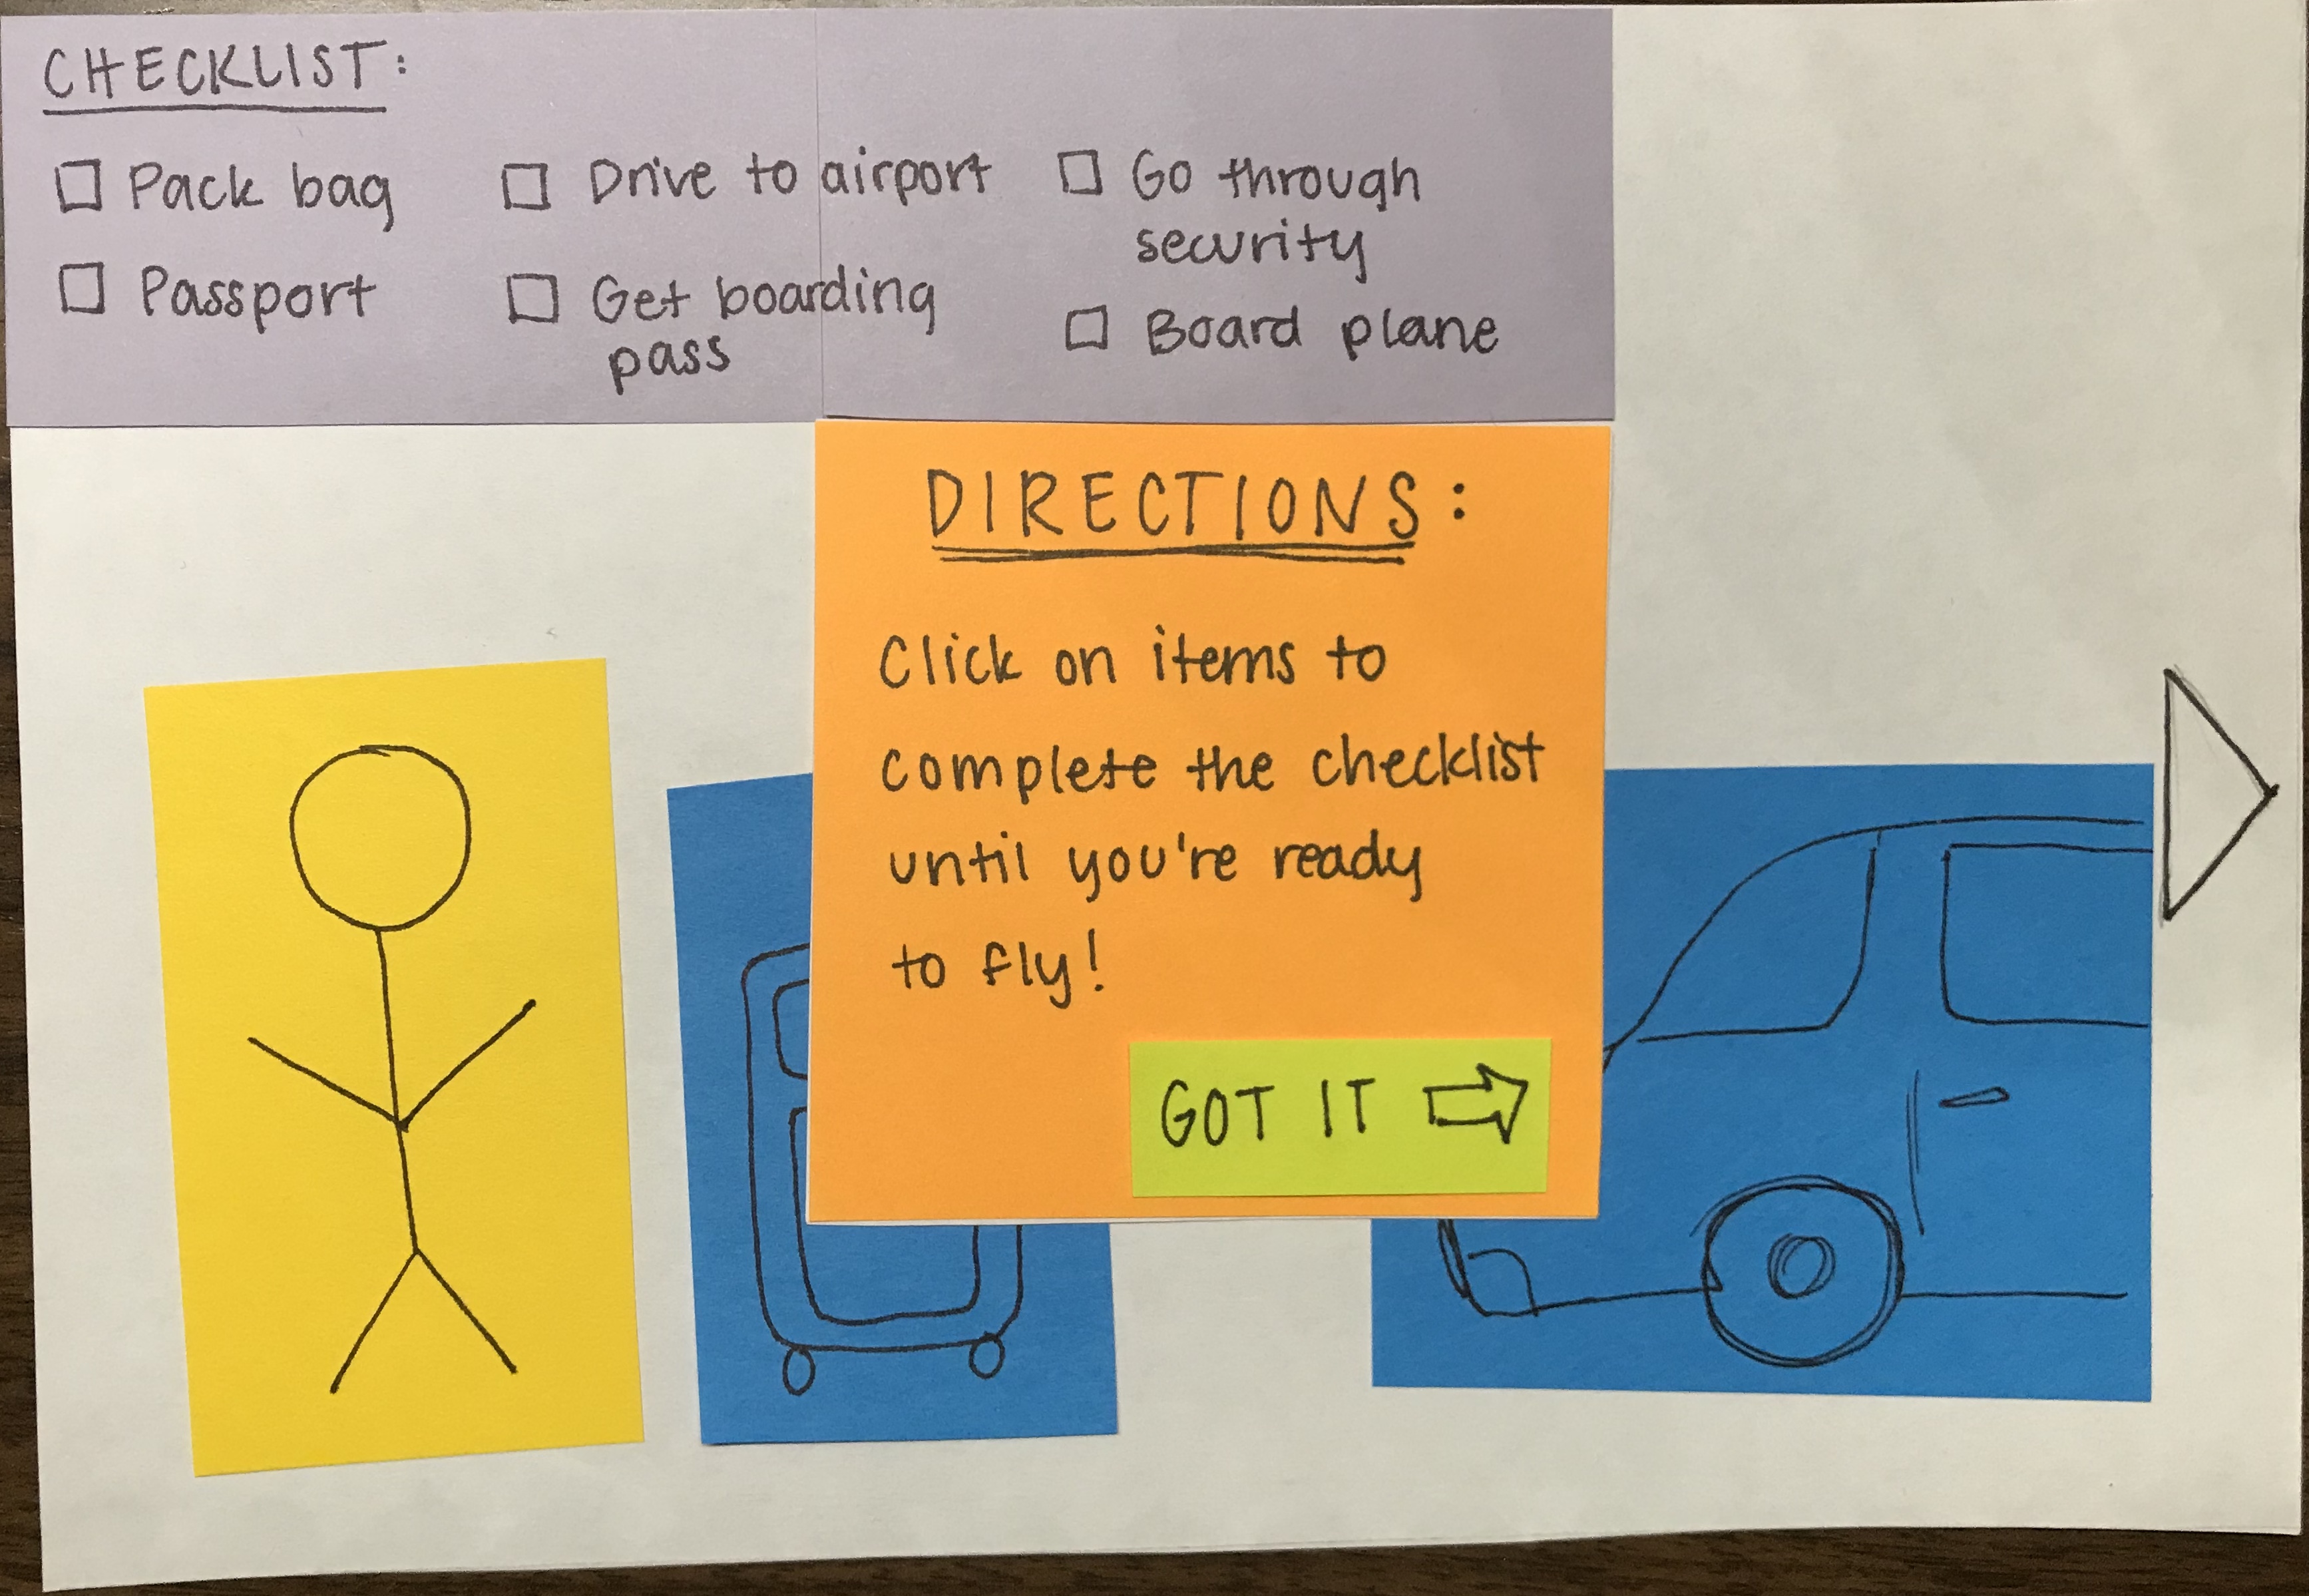 CHECKLIST:
Pack bag
Passport
Drive to airport
Get boarding
pass
Go through
security
Board plane
DIRECTIONS:
Click on items to
complete the checklist
until you're ready
to fly!
GOT IT